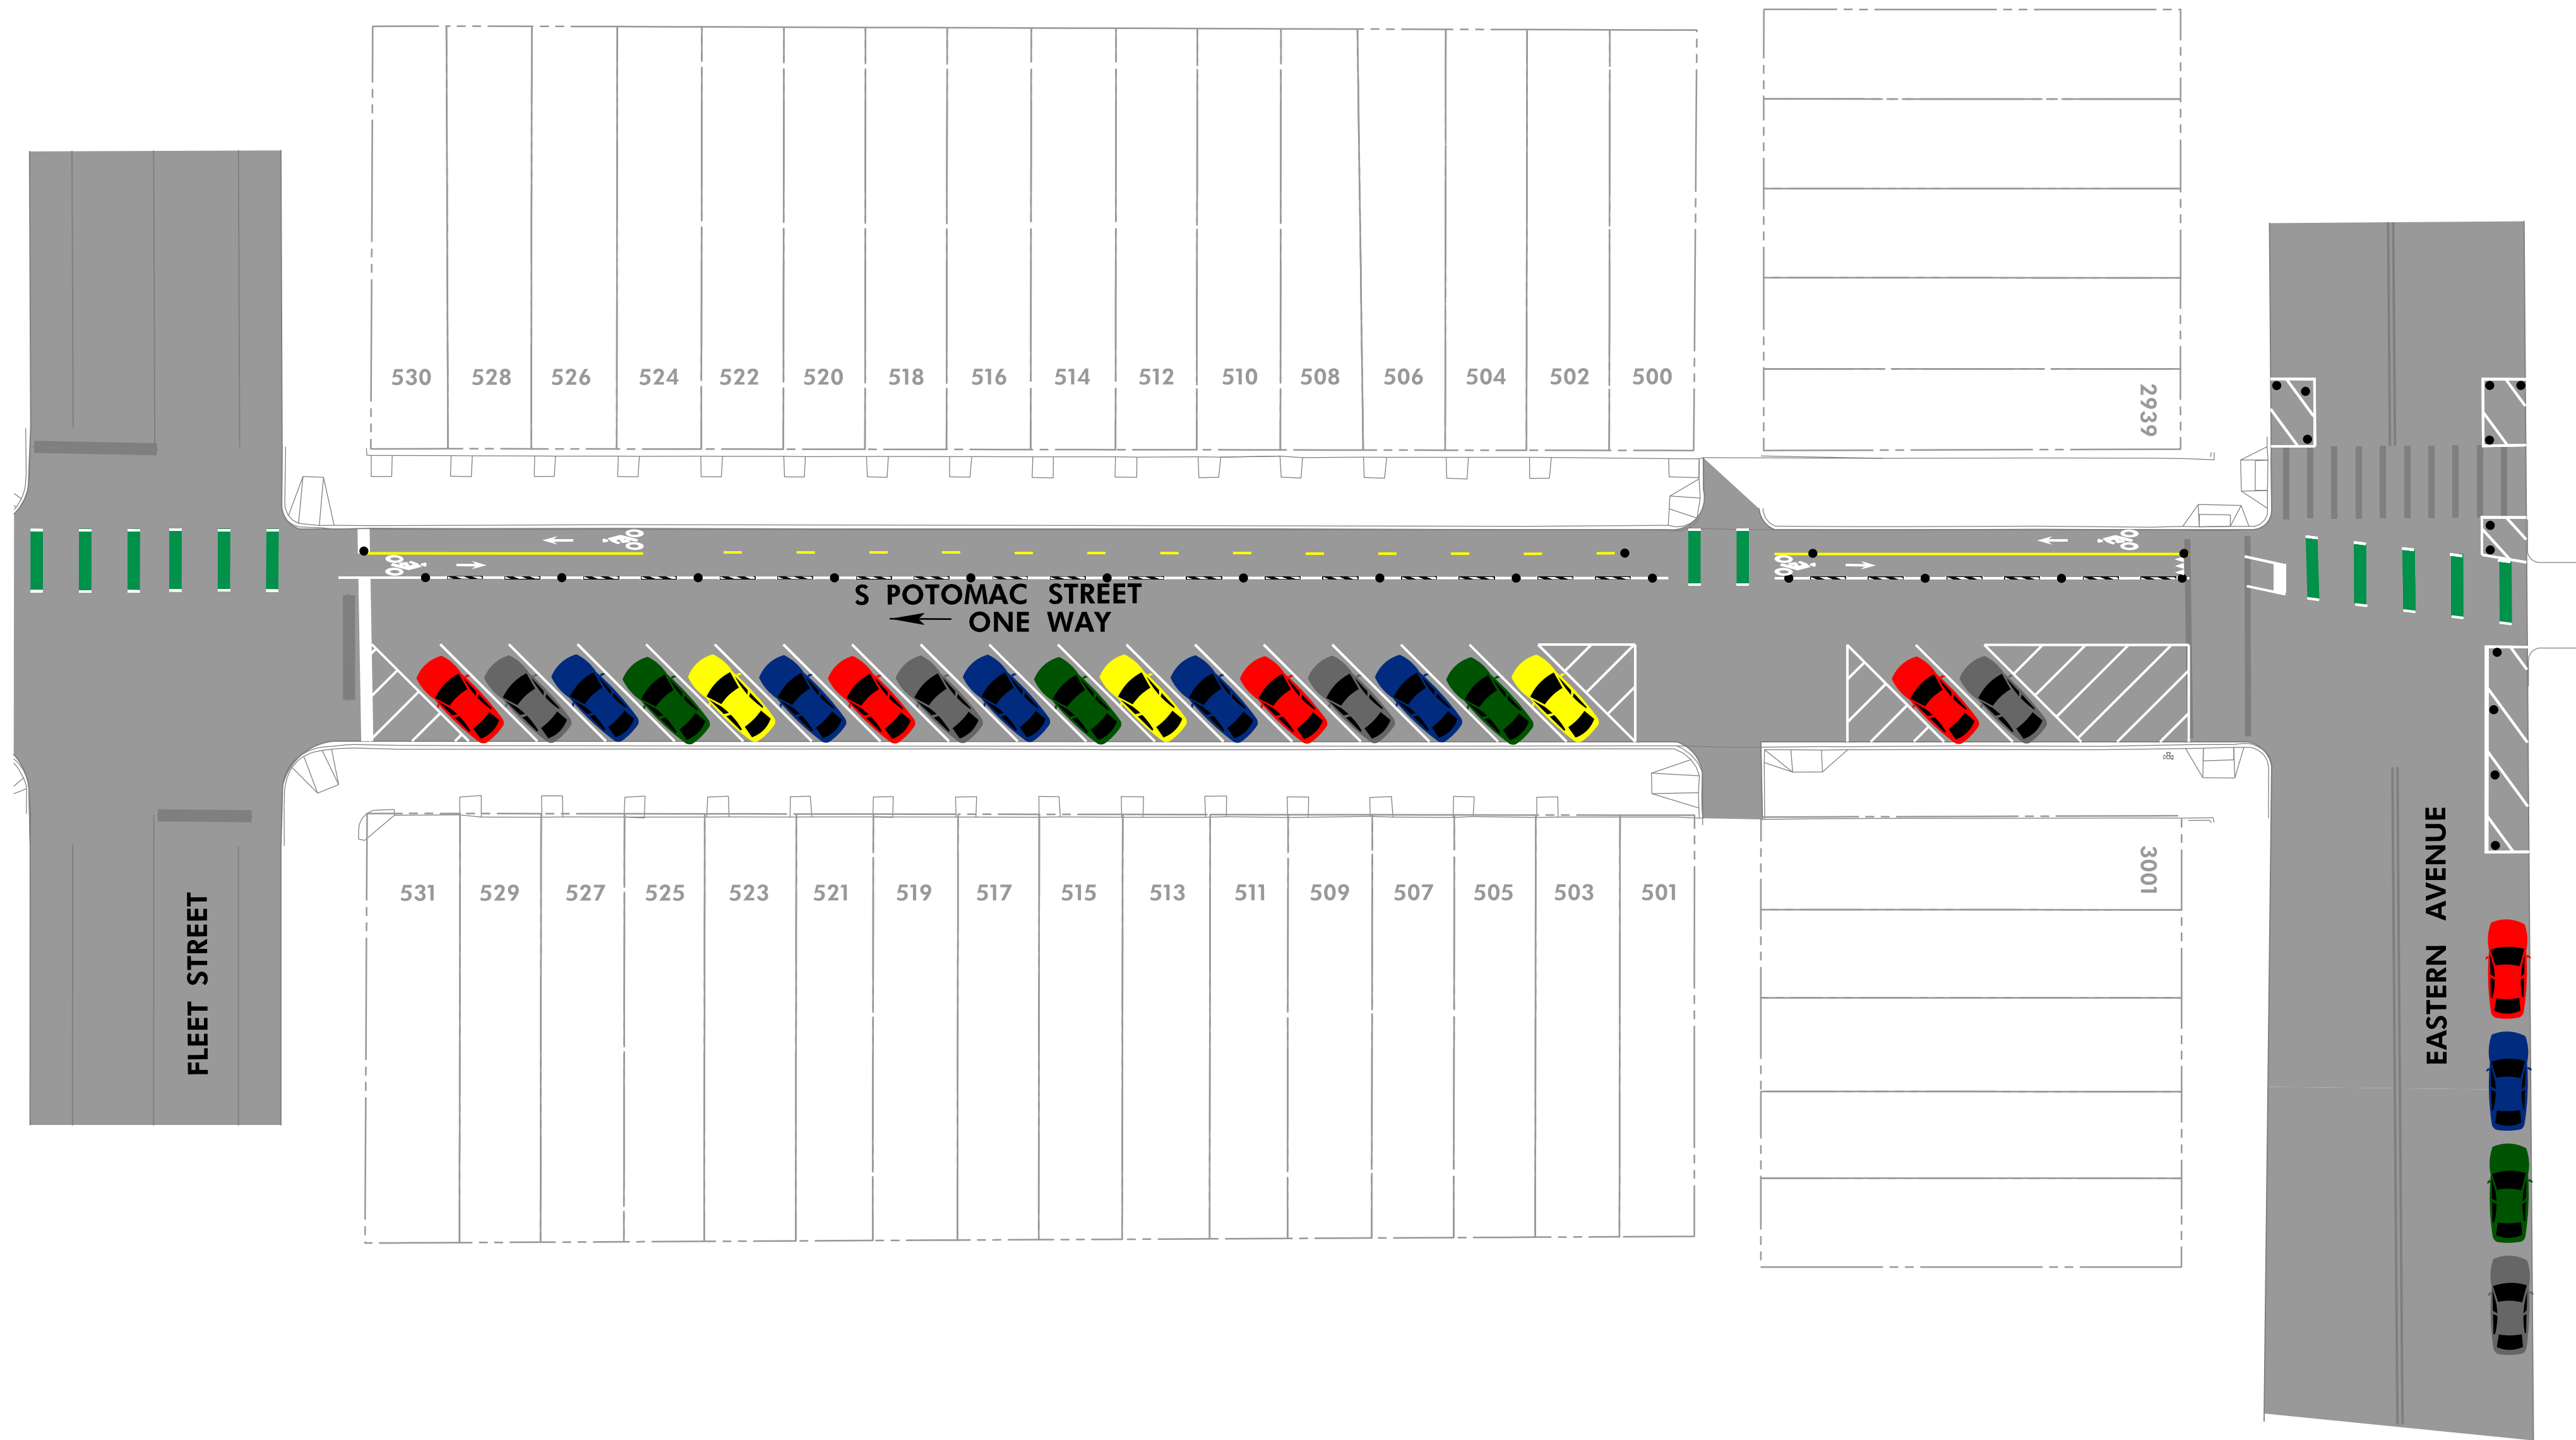 530 528 526 524 522 520 518 516 514 512 510 508 506 504 502 500
2939
S POTOMAC STREET
ONE WAY
531 529 527 525 523 521 519 517 515 513 511 509 507 505 503 501
3001
FLEET STREET
EASTERN AVENUE